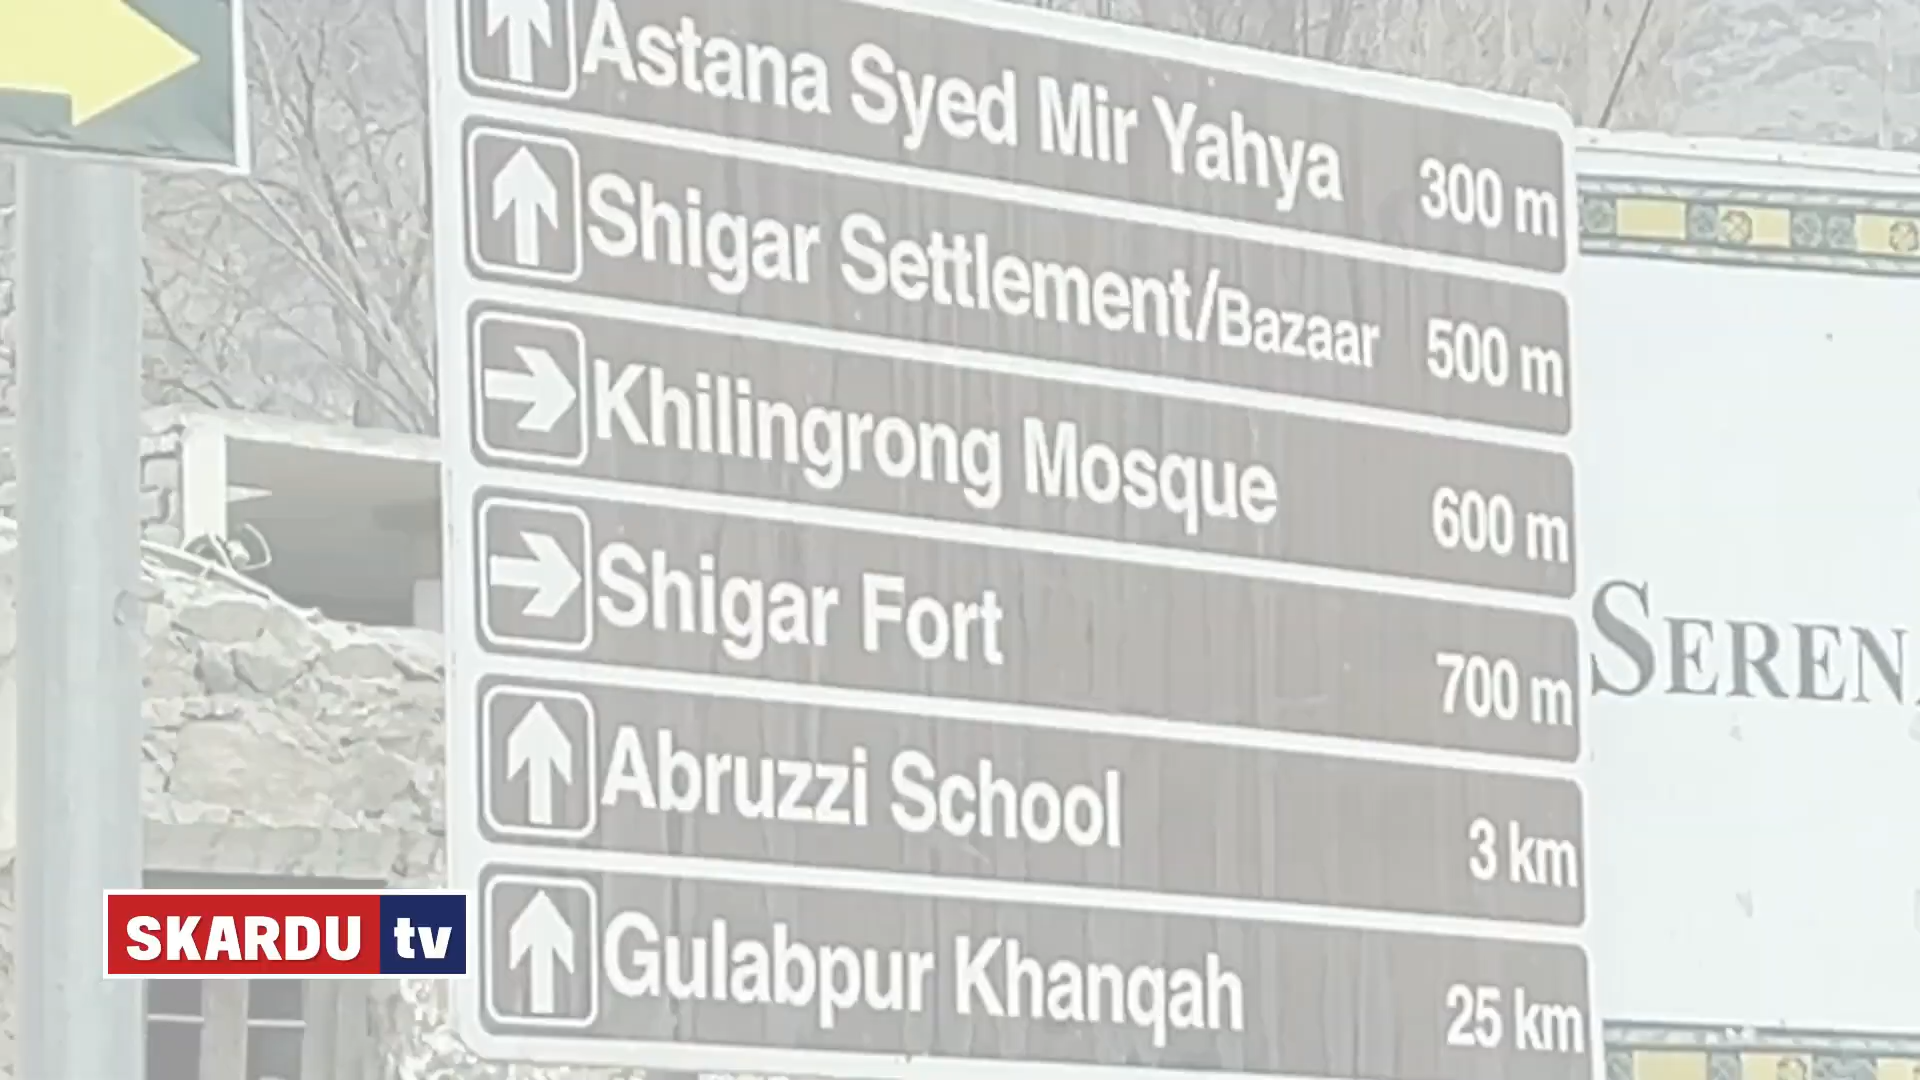 Astana Syed Mir Yahya 300 m
Shigar Settlement/Bazaar 500 m
Khilingrong Mosque 600 m
Shigar Fort 700 m
SEREN
Abruzzi School 3 km
Gulabpur Khanqah 25 km
SKARDU tv